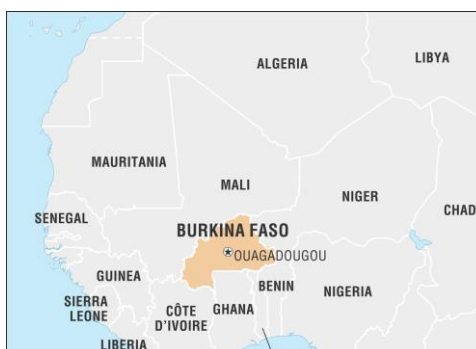 LIBYA
ALGERIA
MAURITANIA
MALI
NIGER
CHAD
SENEGAL
BURKINA FASO
OUAGADOUGOU
GUINEA
BENIN
NIGERIA
SIERRA
LEONE
CÔTE
D'IVOIRE
GHANA
LIBERIA